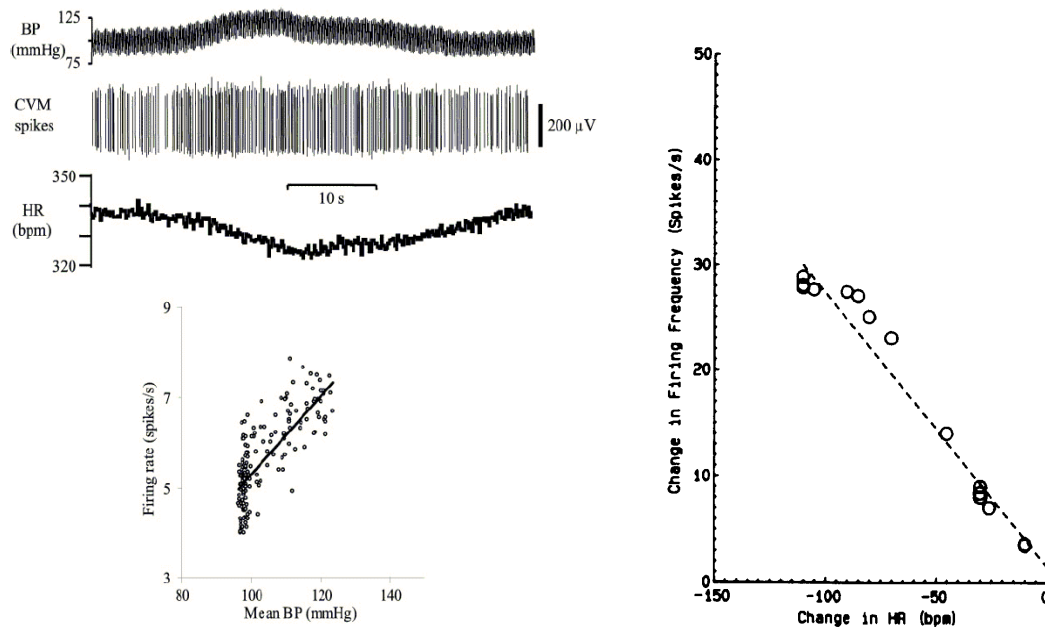 BP
(mmHg)
125
75
CVM
spikes
200 µV
350
HR
(bpm)
320
10 s
9
7
5
3
Firing rate (spikes/s)
80 100 120 140
Mean BP (mmHg)
50
40
30
20
10
0
Change in Firing Frequency (Spikes/s)
-150 -100 -50 0
Change in HR (bpm)